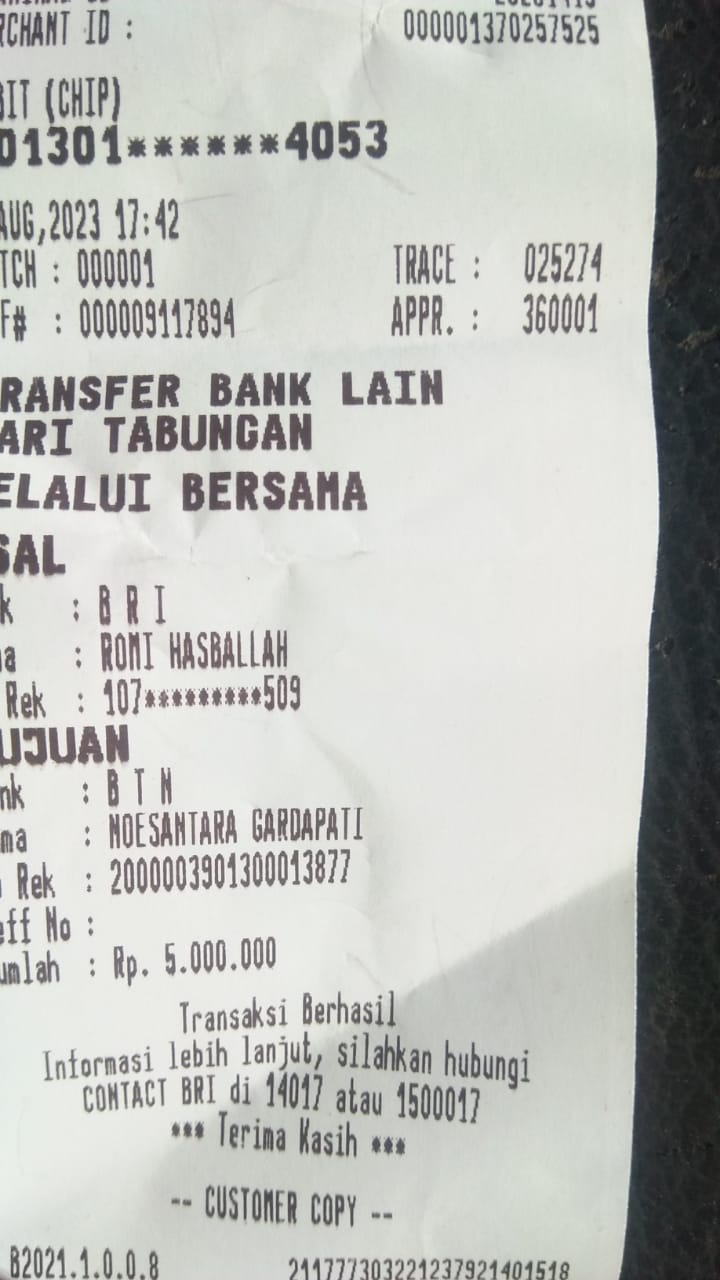 RCHANT ID : 000001370257525
BIT (CHIP)
01301******4053
AUG,2023 17:42
TCH : 000001 TRACE : 025274
F# : 000009117894 APPR. : 360001
RANSFER BANK LAIN
ARI TABUNGAN
ELALUI BERSAMA
SAL
k : B R I
a : ROMI HASBALLAH
Rek : 107*********509
UJUAN
nk : B T N
ma : NOESANTARA GARDAPATI
Rek : 2000003901300013877
eff No :
umlah : Rp. 5.000.000
Transaksi Berhasil
Informasi lebih lanjut, silahkan hubungi
CONTACT BRI di 14017 atau 1500017
*** Terima Kasih ***
-- CUSTOMER COPY --
B2021.1.0.0.8 211777303221237921401518